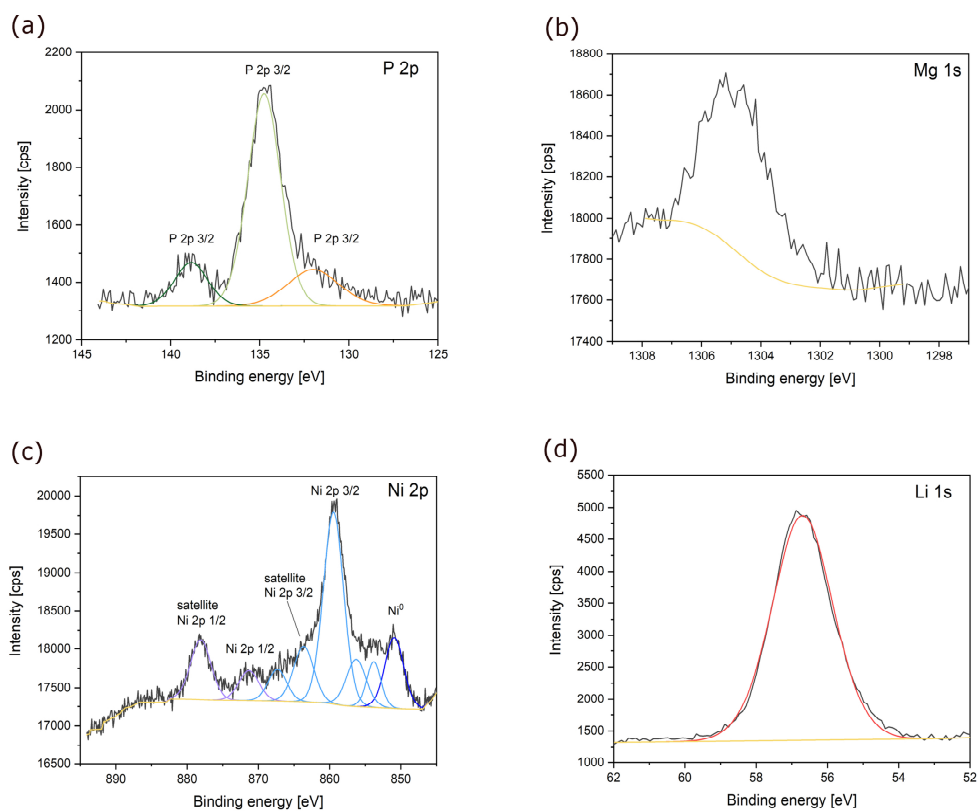 (a)
P 2p
P 2p 3/2
P 2p 3/2
P 2p 3/2
Intensity [cps]
2200
2000
1800
1600
1400
1200
145 140 135 130 125
Binding energy [eV]
(b)
Mg 1s
Intensity [cps]
18800
18600
18400
18200
18000
17800
17600
17400
1308 1306 1304 1302 1300 1298
Binding energy [eV]
(c)
Ni 2p
Ni 2p 3/2
satellite
Ni 2p 3/2
satellite
Ni 2p 1/2
Ni 2p 1/2
Ni⁰
Intensity [cps]
20000
19500
19000
18500
18000
17500
17000
16500
890 880 870 860 850
Binding energy [eV]
(d)
Li 1s
Intensity [cps]
5500
5000
4500
4000
3500
3000
2500
2000
1500
1000
62 60 58 56 54 52
Binding energy [eV]